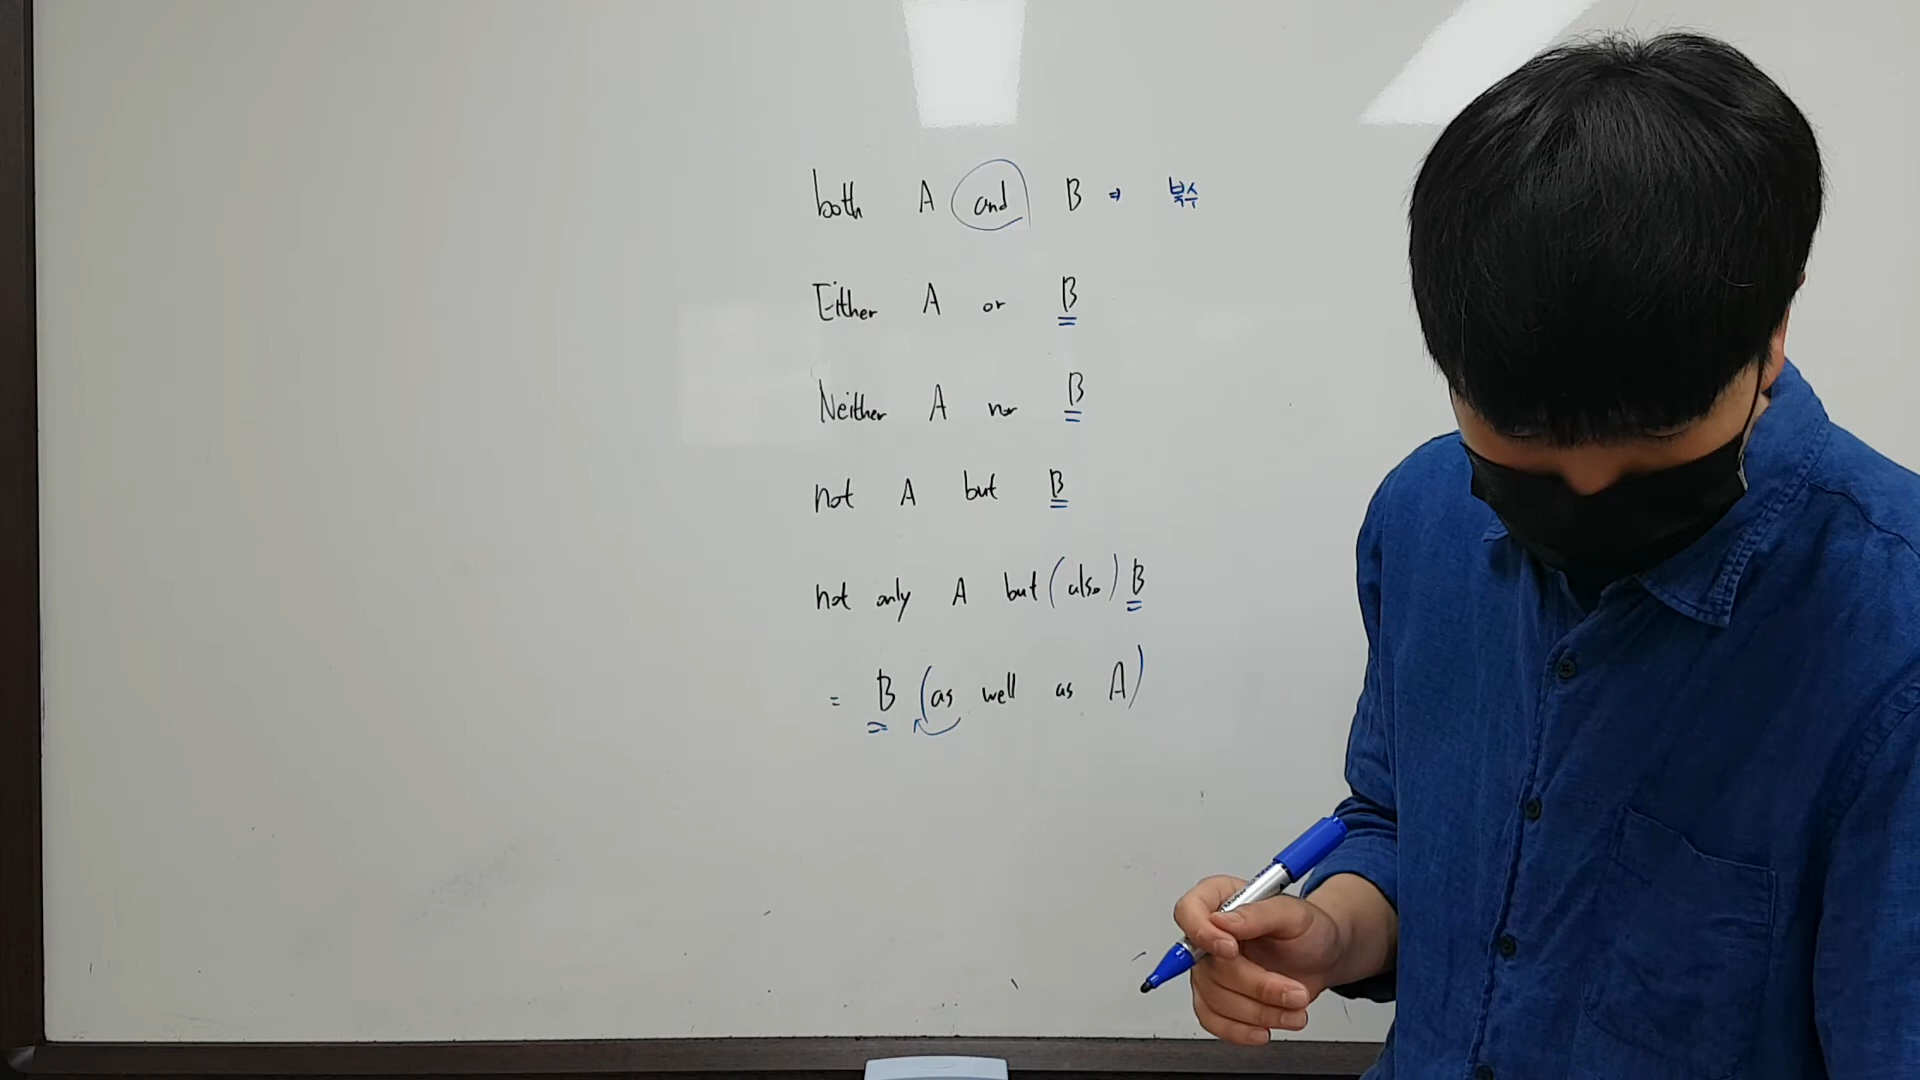 both A and B ⇒ 복수
Either A or B
Neither A nor B
not A but B
not only A but (also) B
= B (as well as A)